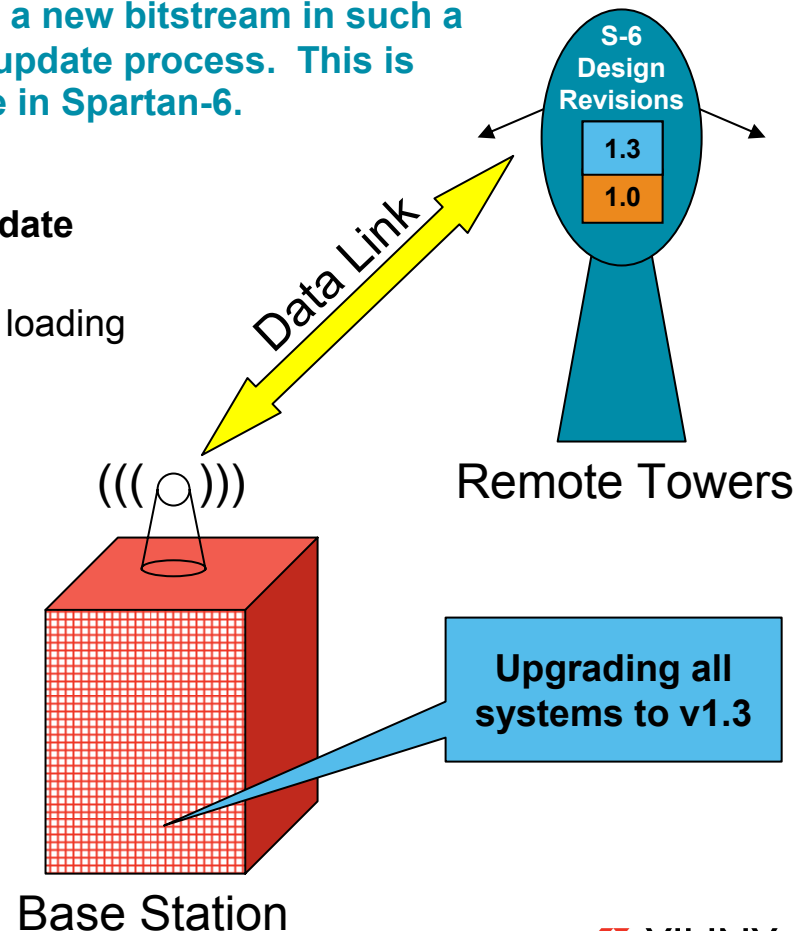 a new bitstream in such a
update process. This is
e in Spartan-6.
S-6
Design
Revisions
1.3
1.0
date
loading
Data Link
((( )))
Remote Towers
Upgrading all
systems to v1.3
Base Station